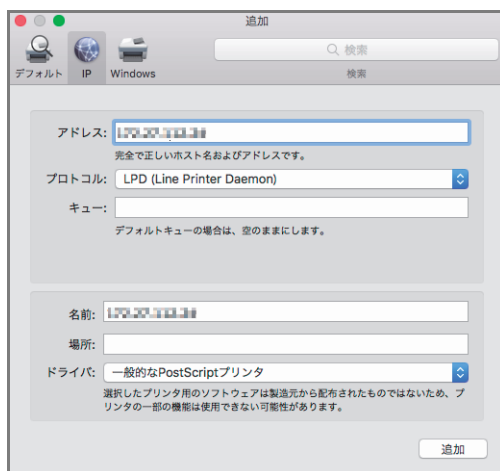 追加
デフォルト IP Windows 検索
検索
アドレス:
完全で正しいホスト名およびアドレスです。
プロトコル: LPD (Line Printer Daemon)
キュー:
デフォルトキューの場合は、空のままにします。
名前:
場所:
ドライバ: 一般的なPostScriptプリンタ
選択したプリンタ用のソフトウェアは製造元から配布されたものではないため、プ
リンタの一部の機能は使用できない可能性があります。
追加